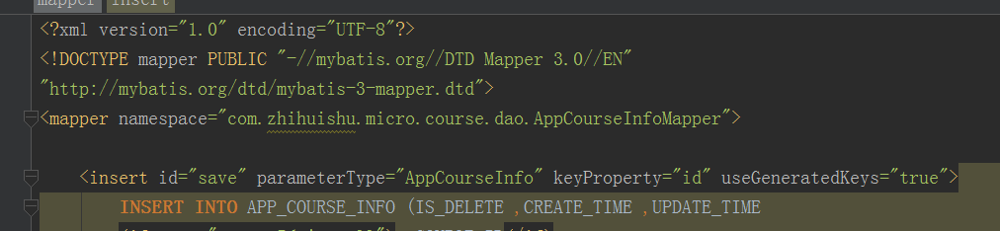 mapper insert
<?xml version="1.0" encoding="UTF-8"?>
<!DOCTYPE mapper PUBLIC "-//mybatis.org//DTD Mapper 3.0//EN"
"http://mybatis.org/dtd/mybatis-3-mapper.dtd">
<mapper namespace="com.zhihuishu.micro.course.dao.AppCourseInfoMapper">
<insert id="save" parameterType="AppCourseInfo" keyProperty="id" useGeneratedKeys="true">
INSERT INTO APP_COURSE_INFO (IS_DELETE ,CREATE_TIME ,UPDATE_TIME